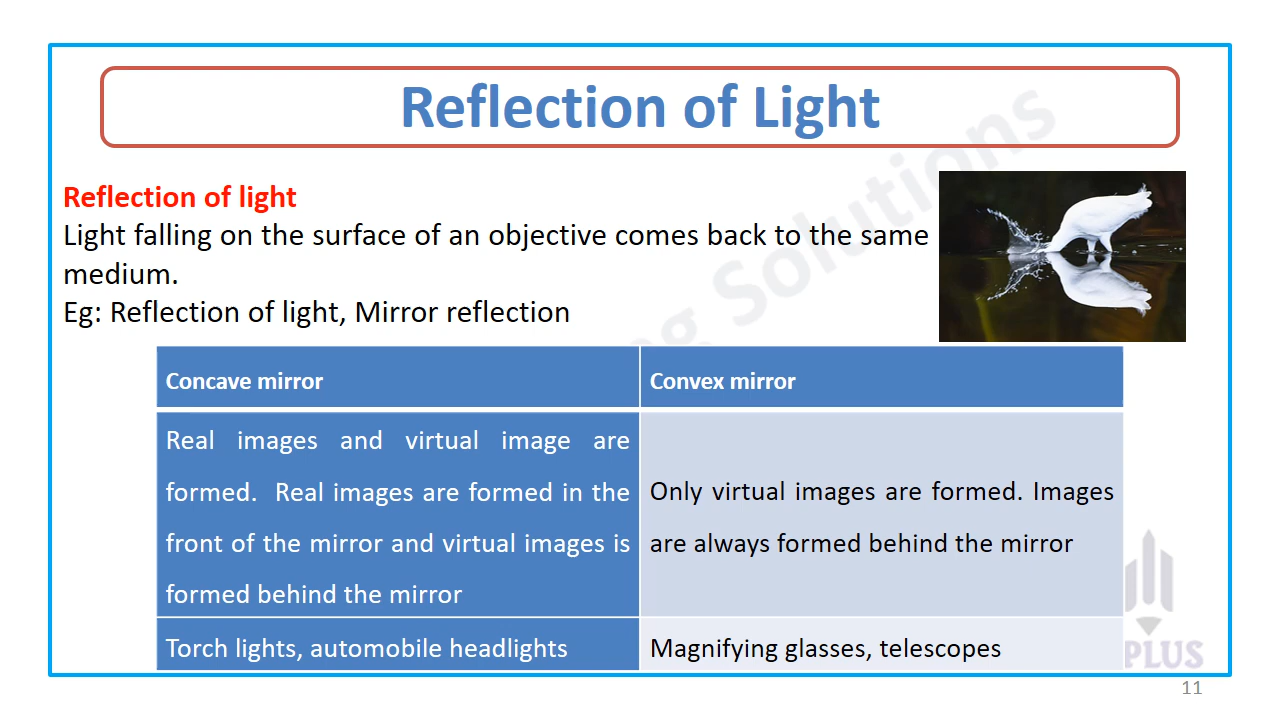 Reflection of Light
Reflection of light
Light falling on the surface of an objective comes back to the same
medium.
Eg: Reflection of light, Mirror reflection
Concave mirror
Convex mirror
Real images and virtual image are
formed. Real images are formed in the
front of the mirror and virtual images is
formed behind the mirror
Only virtual images are formed. Images
are always formed behind the mirror
Torch lights, automobile headlights
Magnifying glasses, telescopes
Solutions
PLUS
11